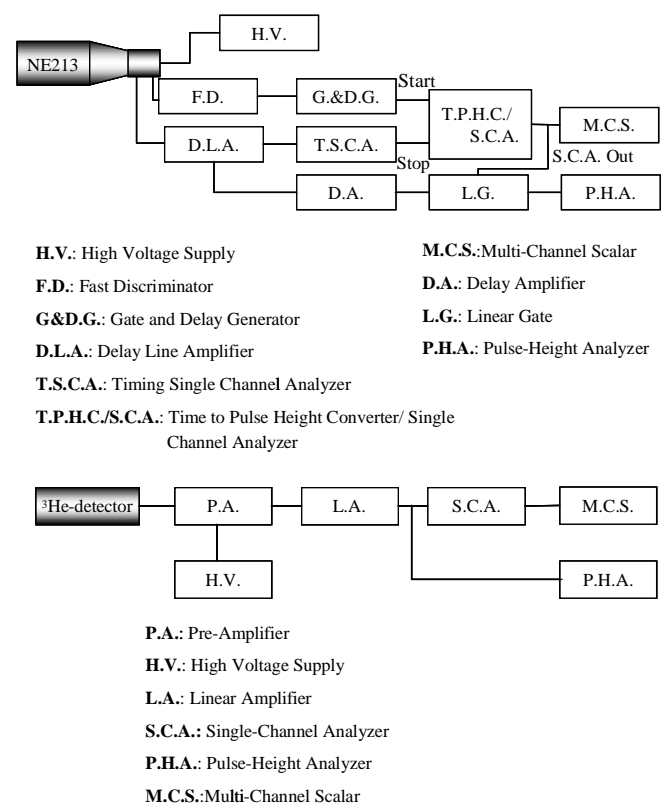 H.V.
NE213
F.D.
G.&D.G.
Start
T.P.H.C./
S.C.A.
M.C.S.
D.L.A.
T.S.C.A.
Stop
S.C.A. Out
D.A.
L.G.
P.H.A.
H.V.: High Voltage Supply
F.D.: Fast Discriminator
G&D.G.: Gate and Delay Generator
D.L.A.: Delay Line Amplifier
T.S.C.A.: Timing Single Channel Analyzer
T.P.H.C./S.C.A.: Time to Pulse Height Converter/ Single
Channel Analyzer
M.C.S.:Multi-Channel Scalar
D.A.: Delay Amplifier
L.G.: Linear Gate
P.H.A.: Pulse-Height Analyzer
³He-detector
P.A.
L.A.
S.C.A.
M.C.S.
H.V.
P.H.A.
P.A.: Pre-Amplifier
H.V.: High Voltage Supply
L.A.: Linear Amplifier
S.C.A.: Single-Channel Analyzer
P.H.A.: Pulse-Height Analyzer
M.C.S.:Multi-Channel Scalar